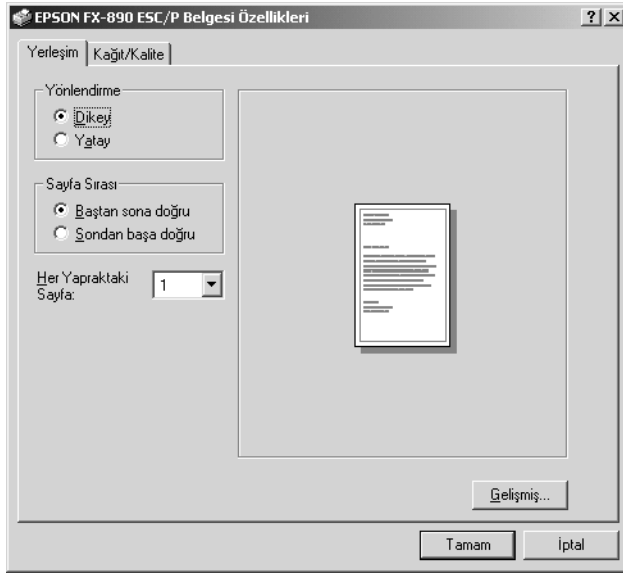 EPSON FX-890 ESC/P Belgesi Özellikleri
Yerleşim
Kağıt/Kalite
Yönlendirme
Dikey
Yatay
Sayfa Sırası
Baştan sona doğru
Sondan başa doğru
Her Yapraktaki
Sayfa:
1
Gelişmiş...
Tamam
İptal